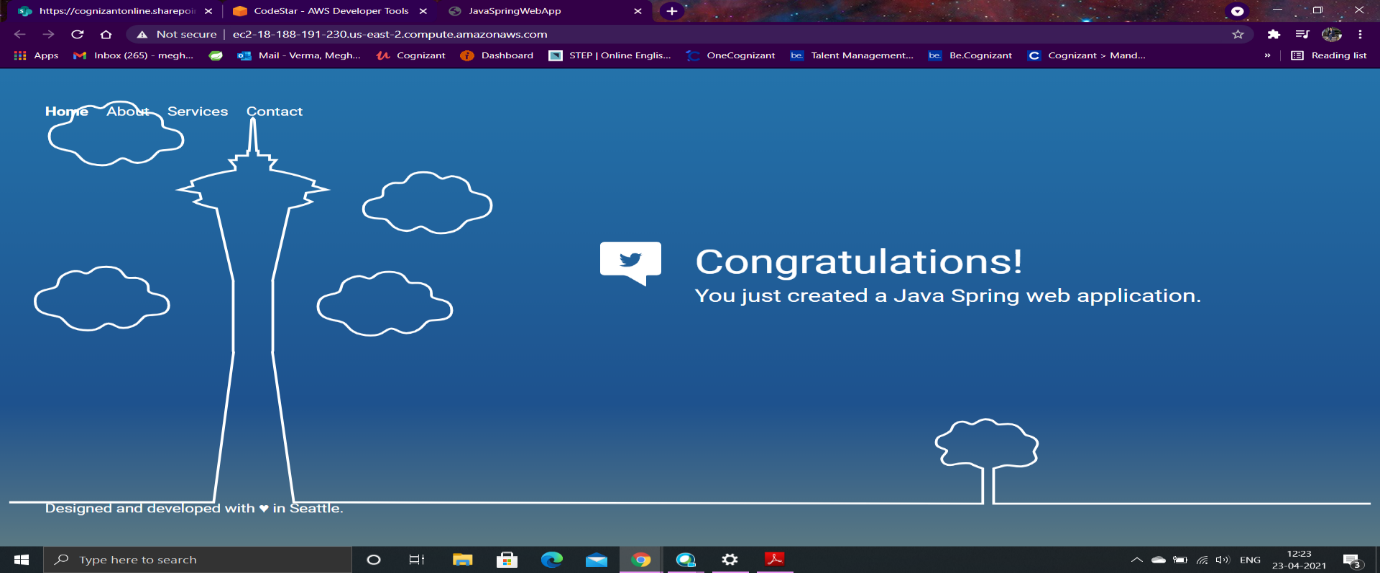 https://cognizantonline.sharepoi
CodeStar - AWS Developer Tools
JavaSpringWebApp
Not secure | ec2-18-188-191-230.us-east-2.compute.amazonaws.com
Apps Inbox (265) – megh... Mail - Verma, Megh... Cognizant Dashboard STEP | Online Englis... OneCognizant Talent Management... Be.Cognizant Cognizant > Mand... » Reading list
Home About Services Contact
Congratulations!
You just created a Java Spring web application.
Designed and developed with ♥ in Seattle.
Type here to search
ENG
12:23
23-04-2021
3